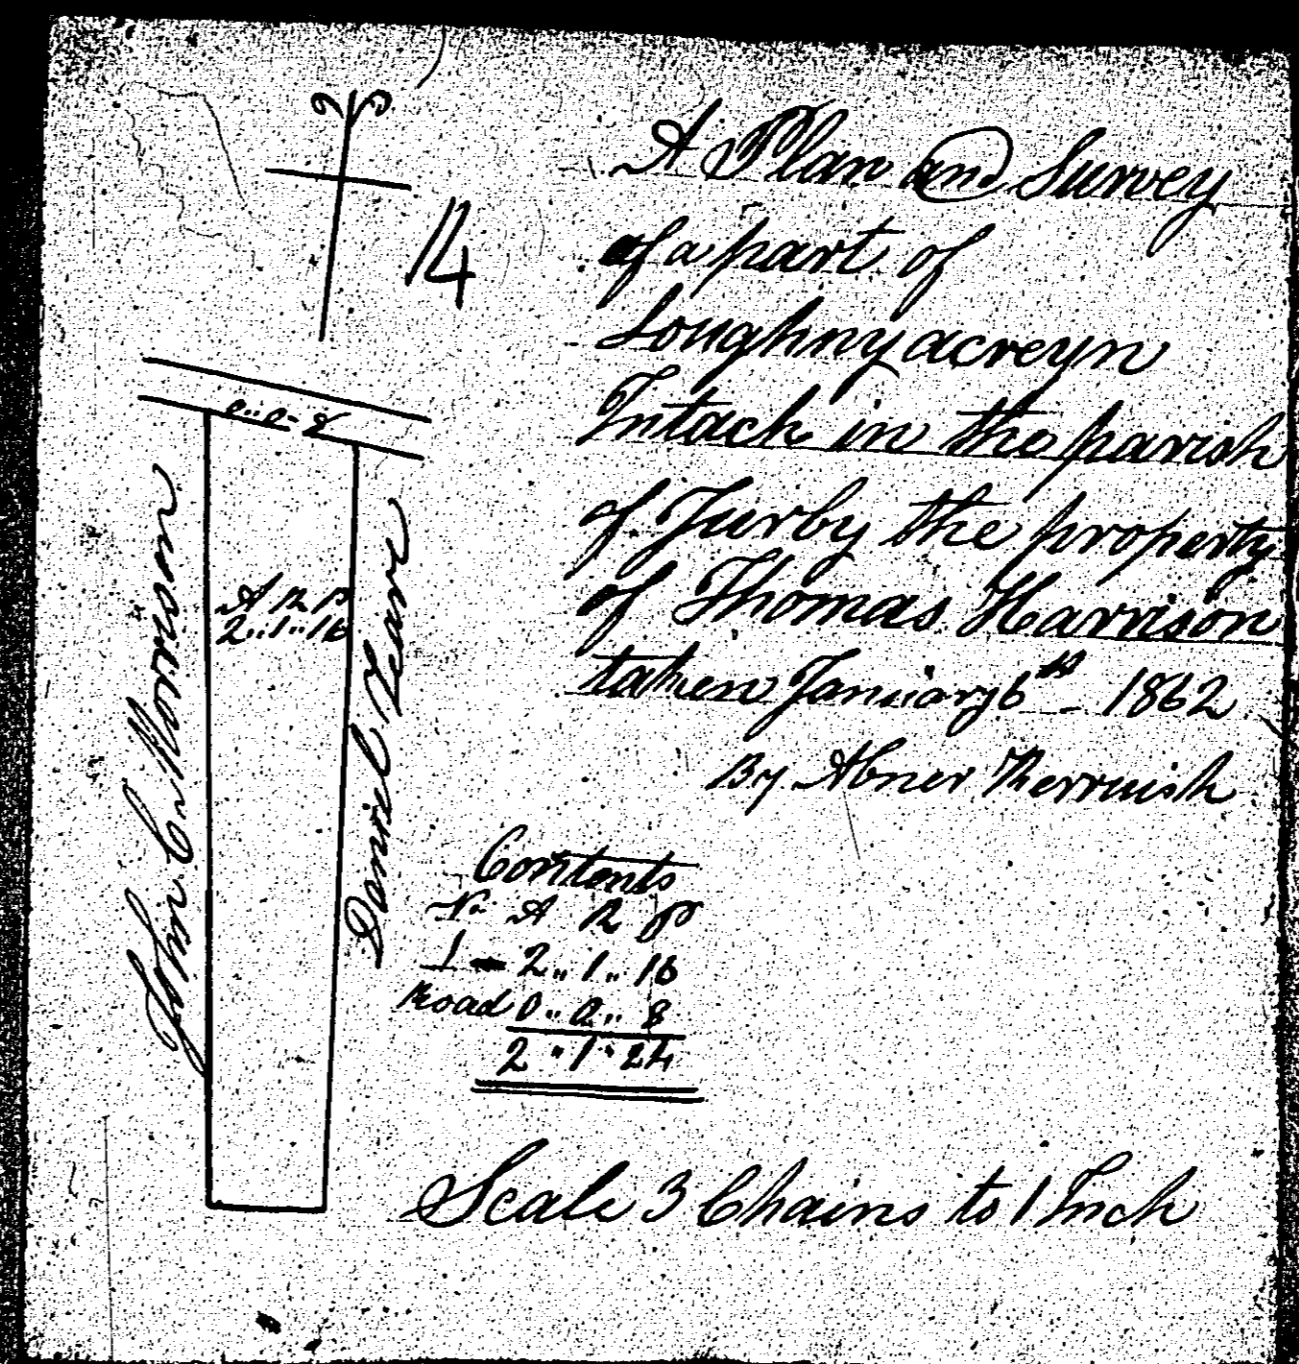 A Plan and Survey
of a part of
Loughnyacreyn
Intack in the parish
of Jurby the property
of Thomas Harrison
taken January 6th 1862
By Abner Kerruish
14
0..0-8
A R P
2..1..16
John C Morrison
Daniel Teare
Contents
No A R P
1 - 2..1..16
Road 0..0..8
2..1..24
Scale 3 Chains to 1 Inch